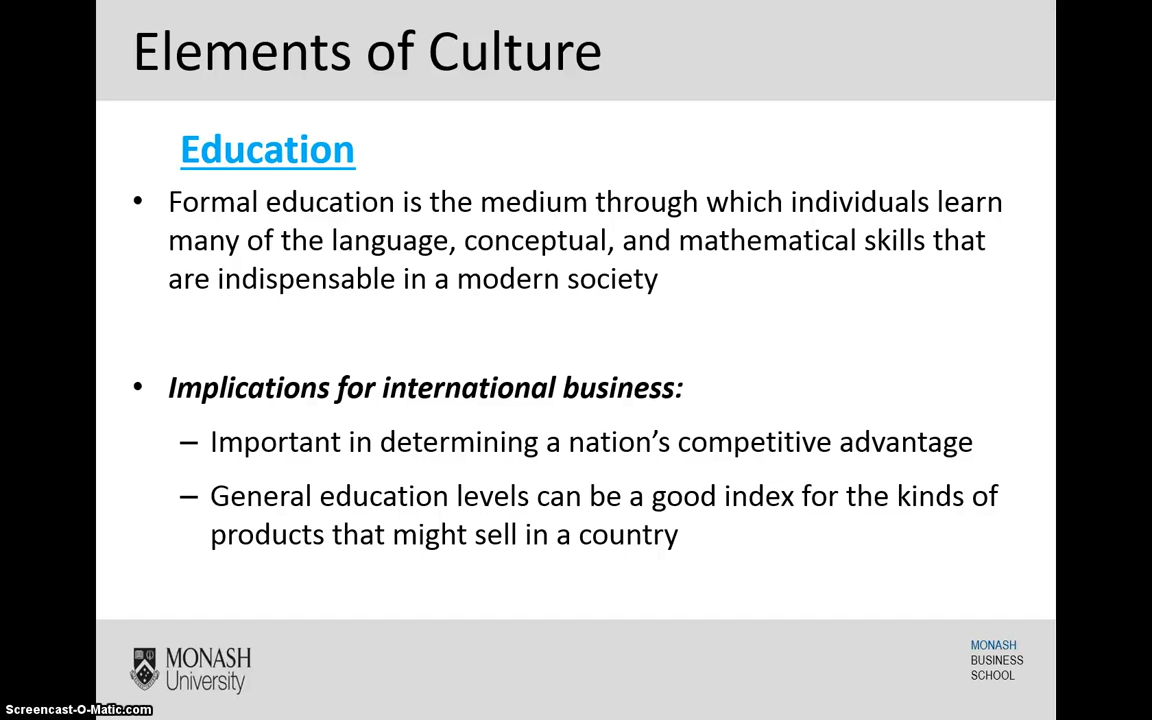 Elements of Culture
Education
• Formal education is the medium through which individuals learn
many of the language, conceptual, and mathematical skills that
are indispensable in a modern society
• Implications for international business:
– Important in determining a nation’s competitive advantage
– General education levels can be a good index for the kinds of
products that might sell in a country
MONASH
University
MONASH
BUSINESS
SCHOOL
Screencast-O-Matic.com